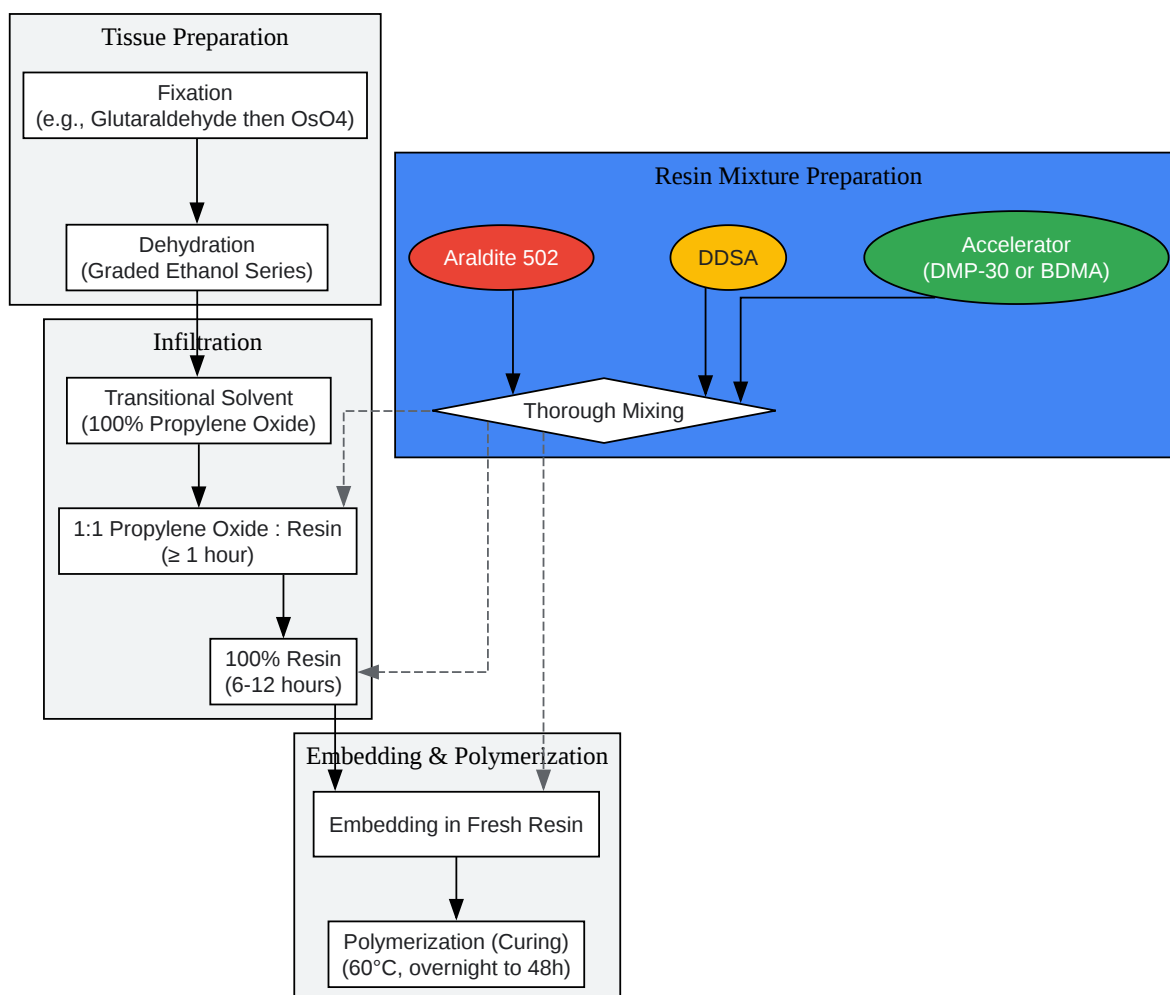 Tissue Preparation
Fixation
(e.g., Glutaraldehyde then OsO4)
Dehydration
(Graded Ethanol Series)
Resin Mixture Preparation
Araldite 502
DDSA
Accelerator
(DMP-30 or BDMA)
Thorough Mixing
Infiltration
Transitional Solvent
(100% Propylene Oxide)
1:1 Propylene Oxide : Resin
(≥ 1 hour)
100% Resin
(6-12 hours)
Embedding & Polymerization
Embedding in Fresh Resin
Polymerization (Curing)
(60°C, overnight to 48h)